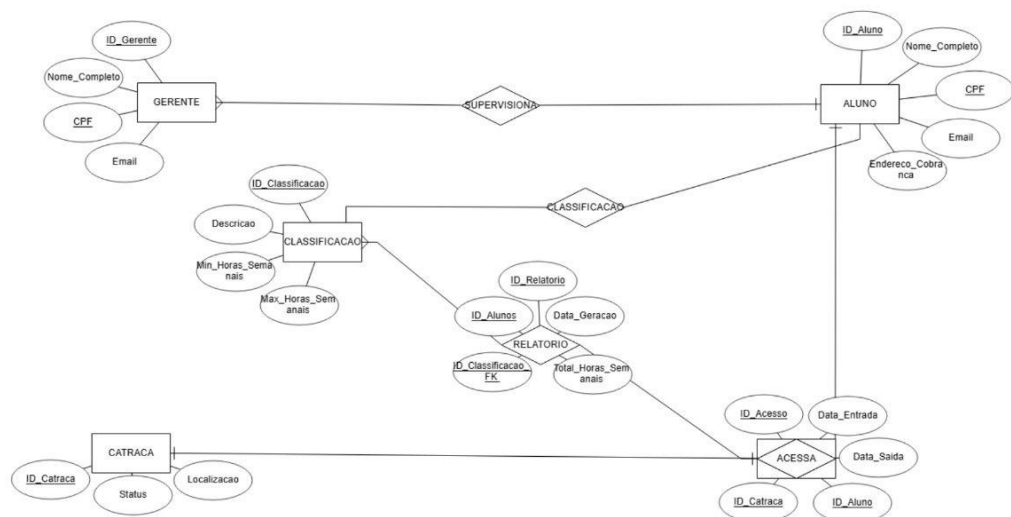 ID_Gerente
Nome_Completo
GERENTE
CPF
Email
SUPERVISIONA
ID_Aluno
Nome_Completo
ALUNO
CPF
Email
Endereco_Cobra
nca
ID_Classificacao
Descricao
CLASSIFICACAO
Min_Horas_Sema
nais
Max_Horas_Sem
anais
CLASSIFICACAO
ID_Relatorio
ID_Alunos
Data_Geracao
RELATORIO
ID_Classificacao_
FK
Total_Horas_Sem
anais
CATRACA
ID_Catraca
Status
Localizacao
ID_Acesso
Data_Entrada
ACESSA
Data_Saida
ID_Catraca
ID_Aluno